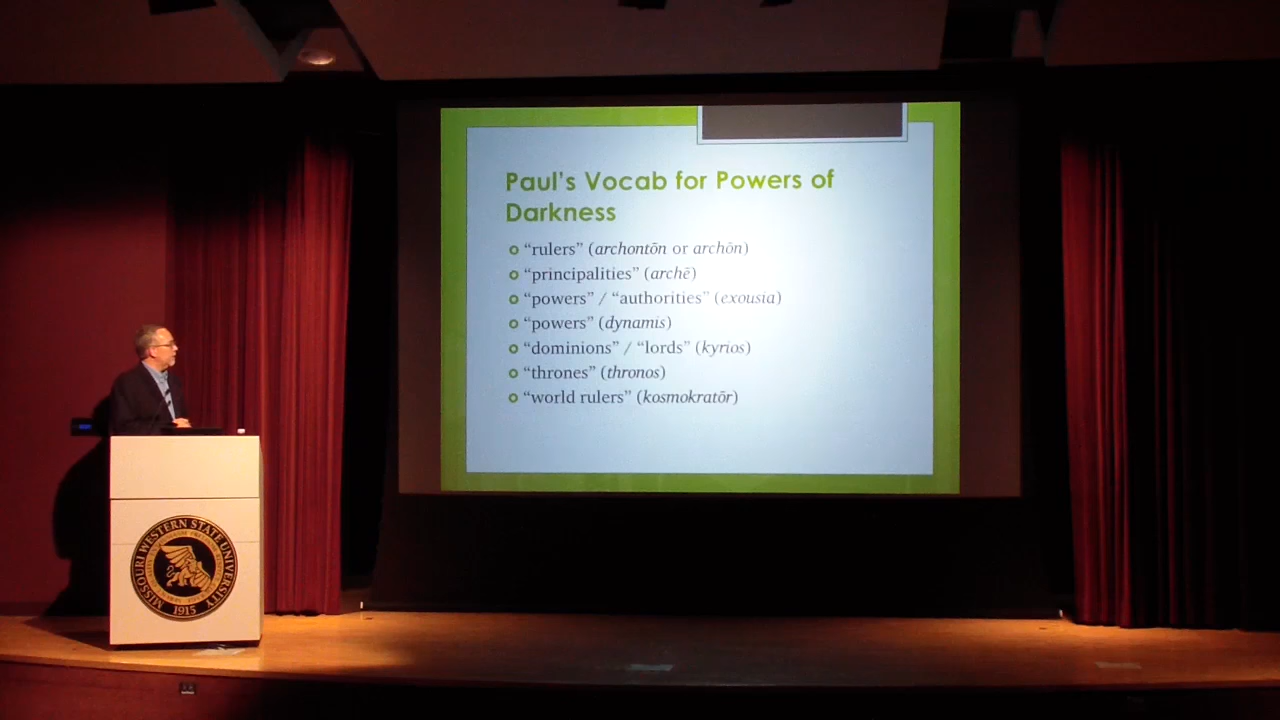 Paul's Vocab for Powers of
Darkness
"rulers" (archontōn or archōn)
"principalities" (archē)
"powers" / "authorities" (exousia)
"powers" (dynamis)
"dominions" / "lords" (kyrios)
"thrones" (thronos)
"world rulers" (kosmokratōr)
MISSOURI WESTERN STATE UNIVERSITY
1915